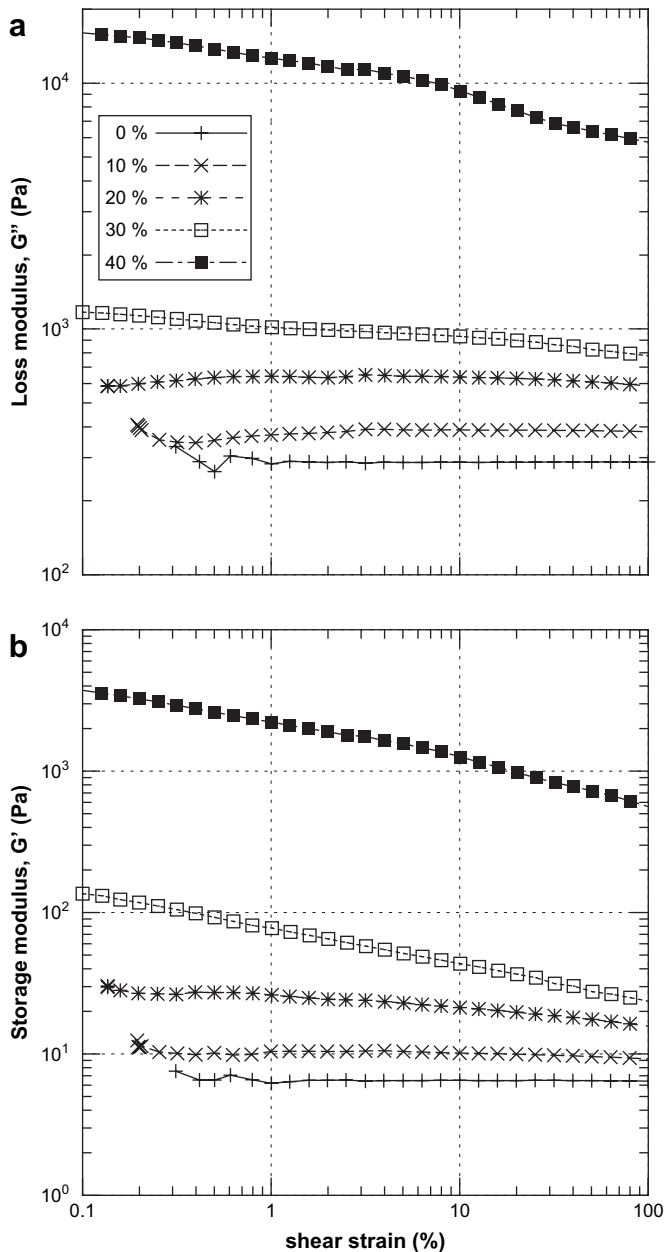 a
10⁴
0 %
10 %
20 %
30 %
40 %
10³
Loss modulus, G" (Pa)
10²
b
10⁴
10³
10²
Storage modulus, G’ (Pa)
10¹
10⁰
0.1 1 10 100
shear strain (%)